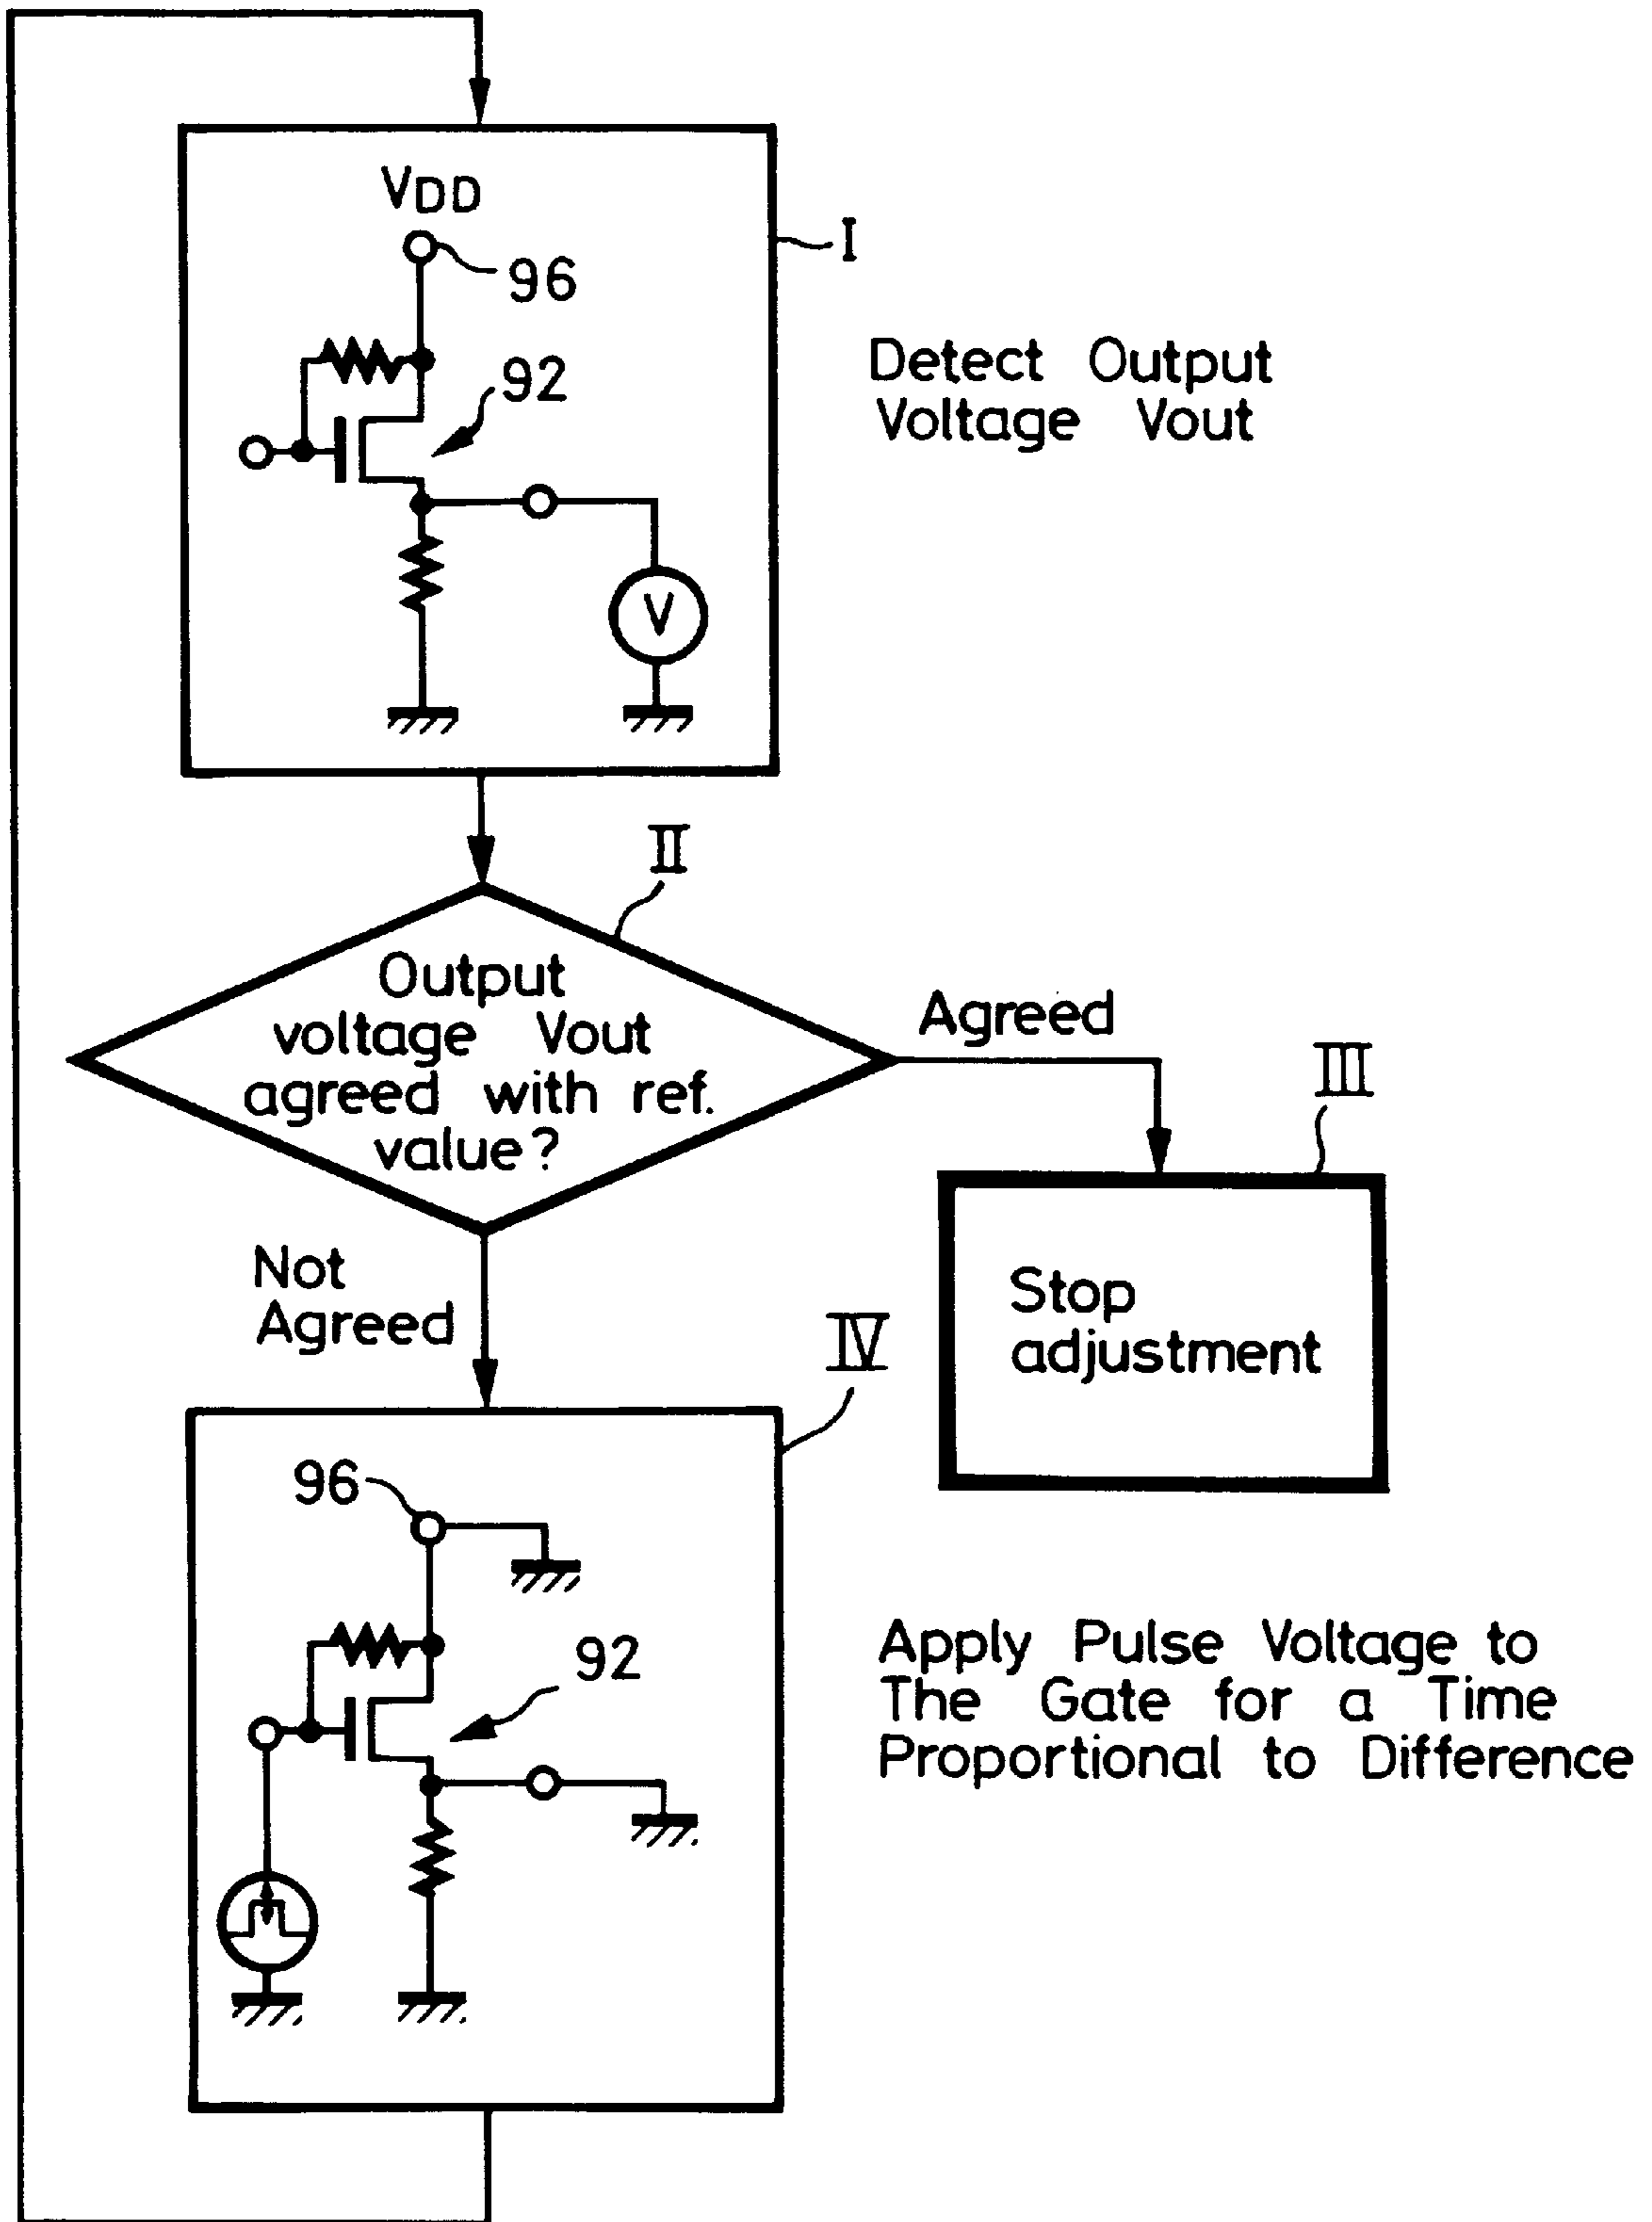 VDD
96
I
92
Detect Output
Voltage Vout
V
II
Output
voltage Vout
agreed with ref.
value?
Agreed
III
Stop
adjustment
Not
Agreed
IV
96
92
Apply Pulse Voltage to
The Gate for a Time
Proportional to Difference